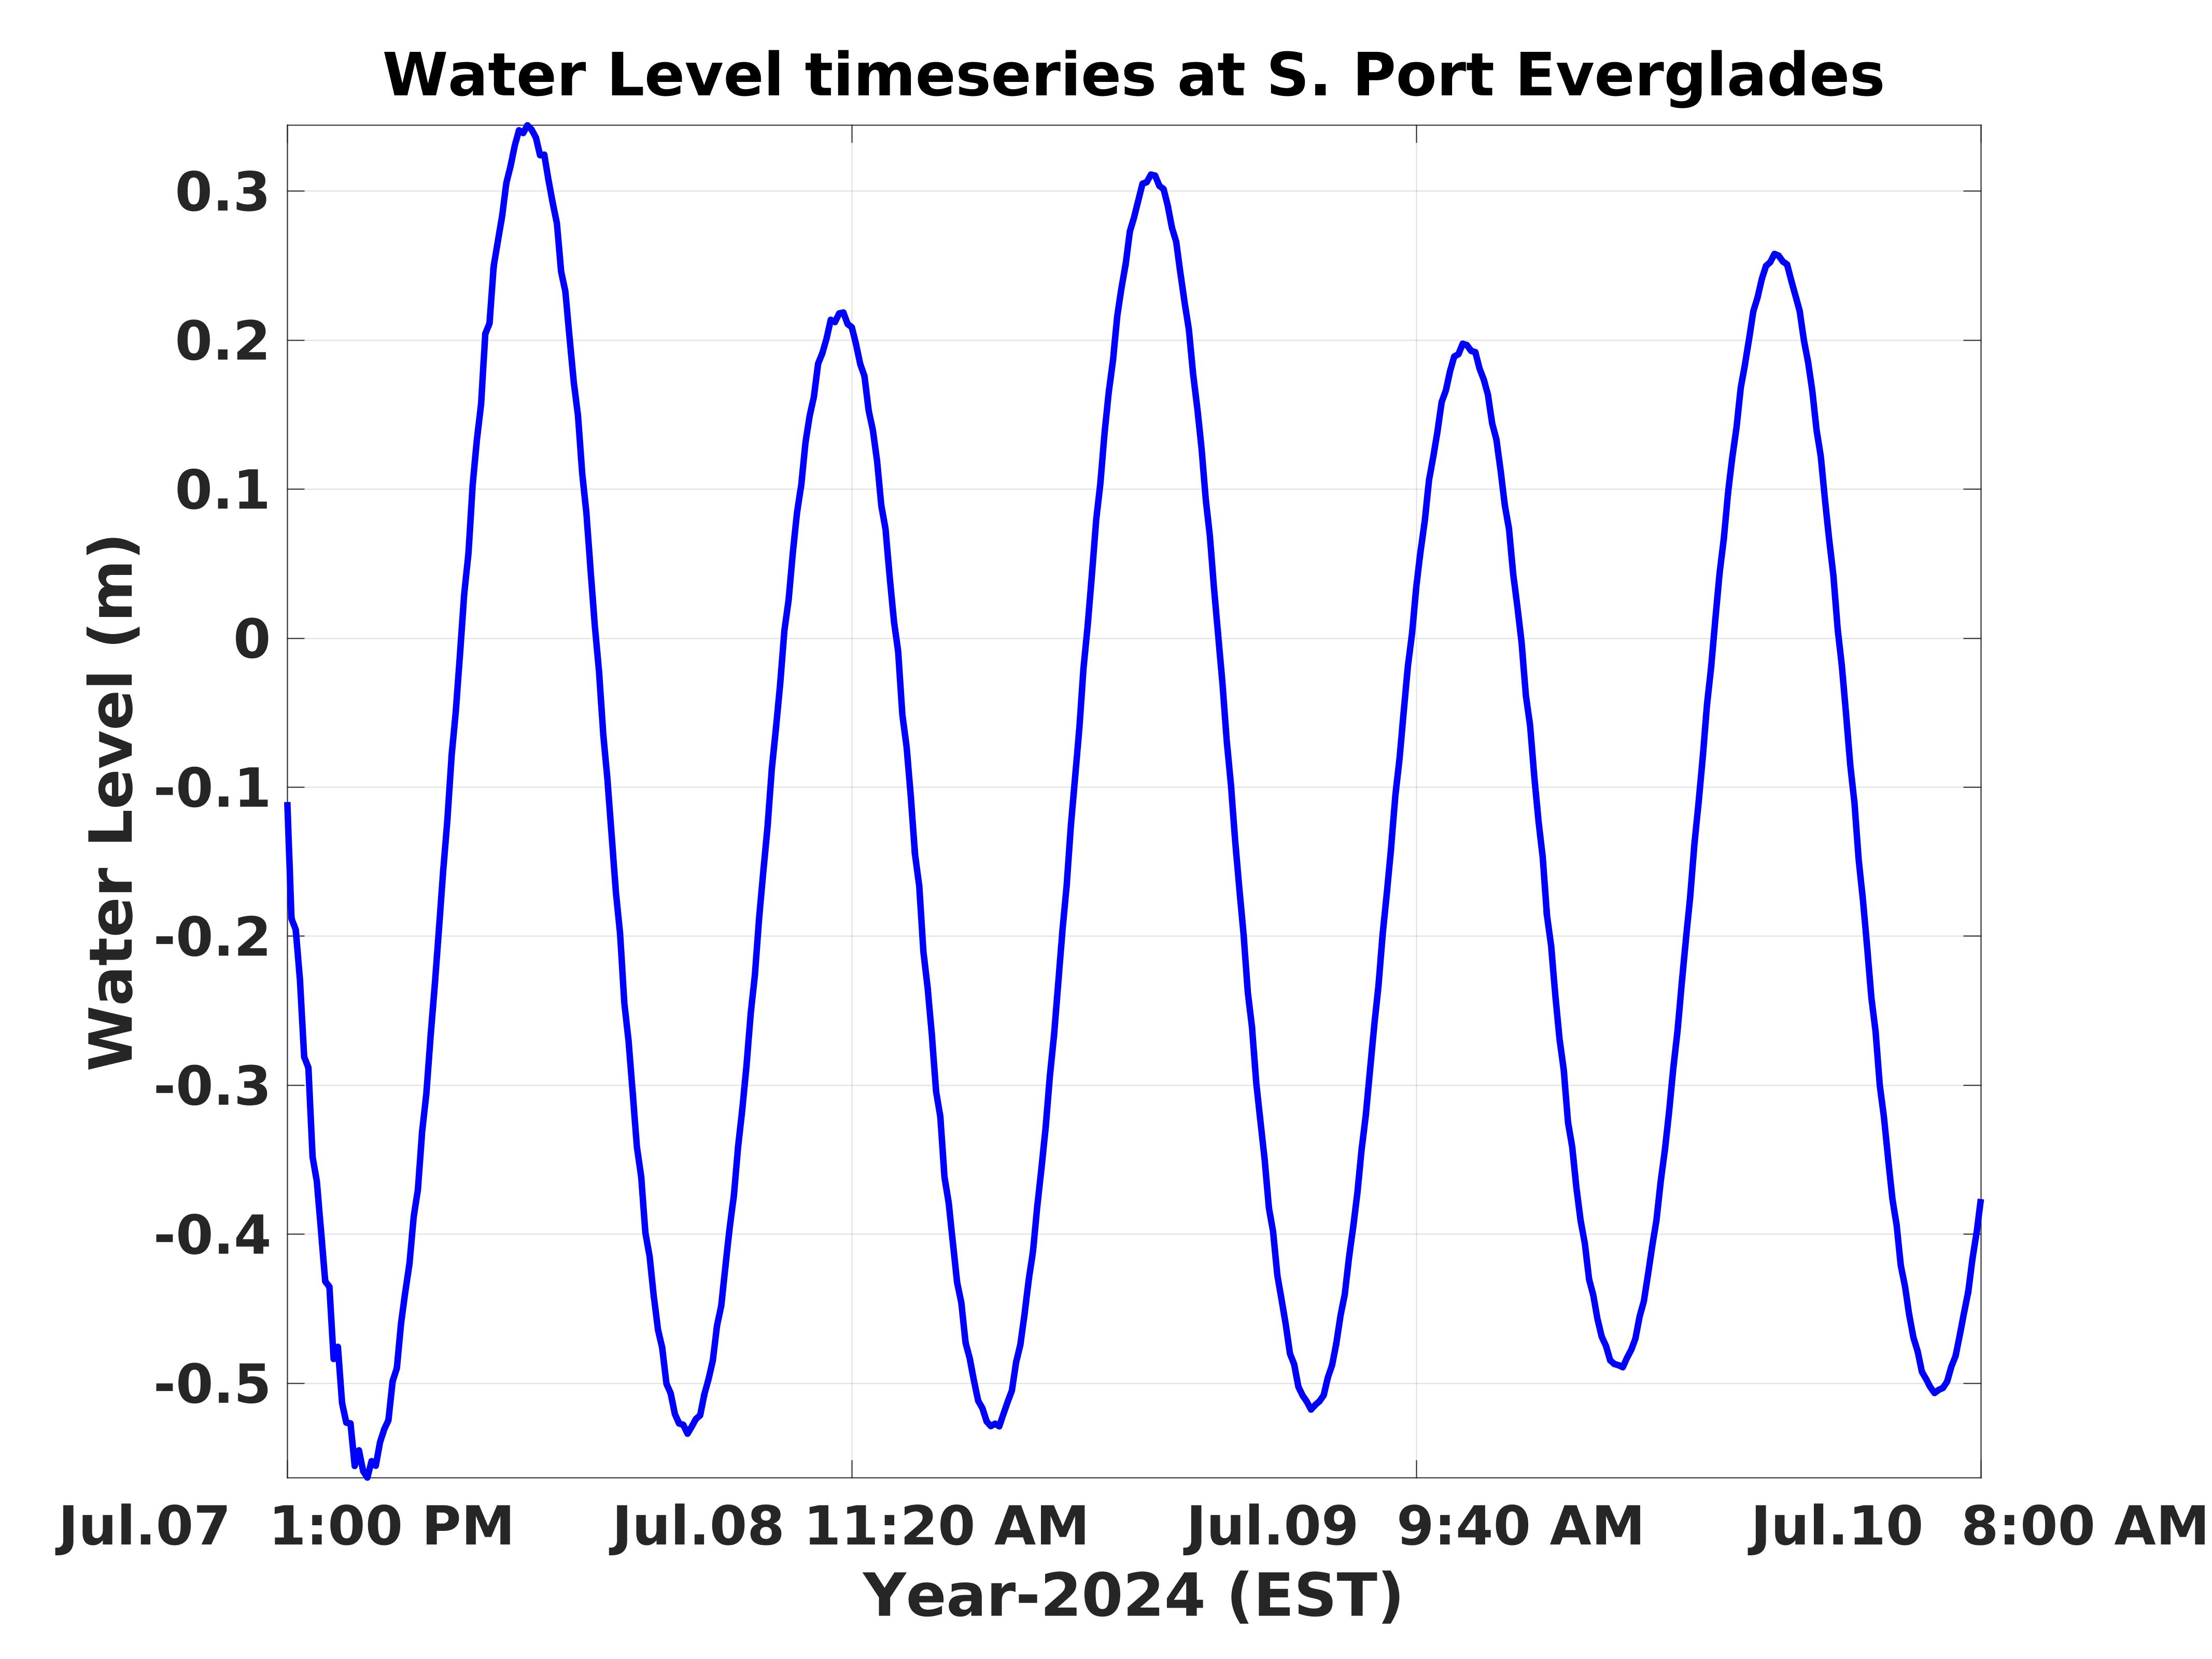 Water Level timeseries at S. Port Everglades
0.3
0.2
0.1
0
-0.1
-0.2
-0.3
-0.4
-0.5
Water Level (m)
Jul.07 1:00 PM Jul.08 11:20 AM Jul.09 9:40 AM Jul.10 8:00 AM
Year-2024 (EST)